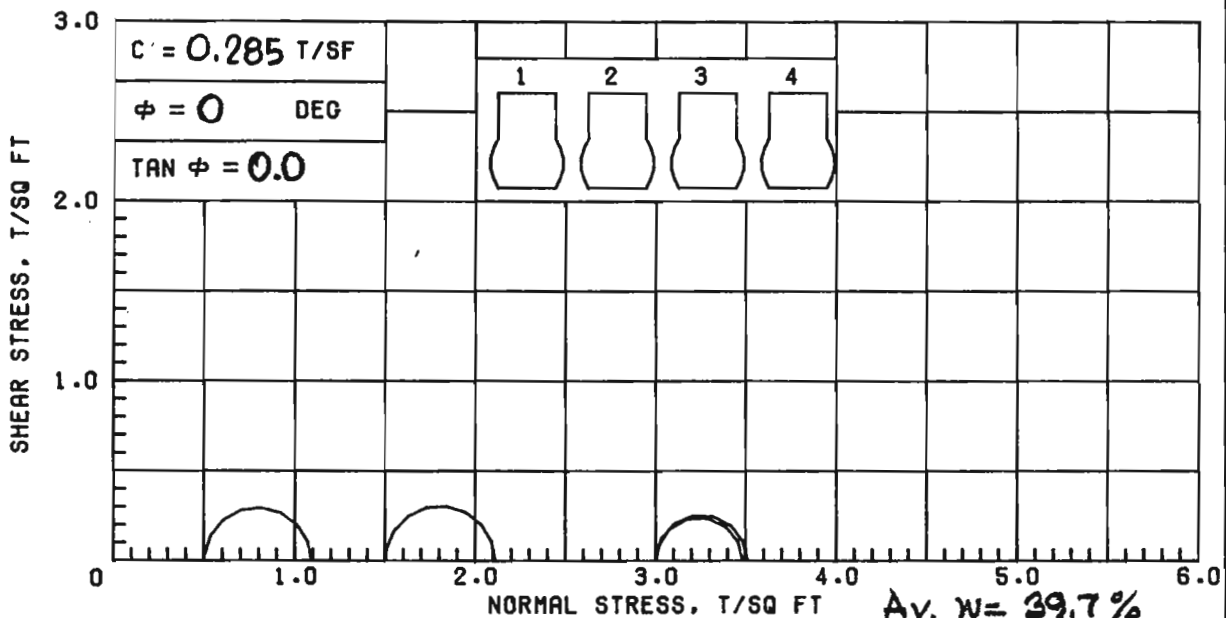 3.0
C' = 0.285 T/SF
Φ = 0 DEG
TAN Φ = 0.0
1 2 3 4
SHEAR STRESS, T/SQ FT
2.0
1.0
0 1.0 2.0 3.0 4.0 5.0 6.0
NORMAL STRESS, T/SQ FT
Av. W= 39.7%